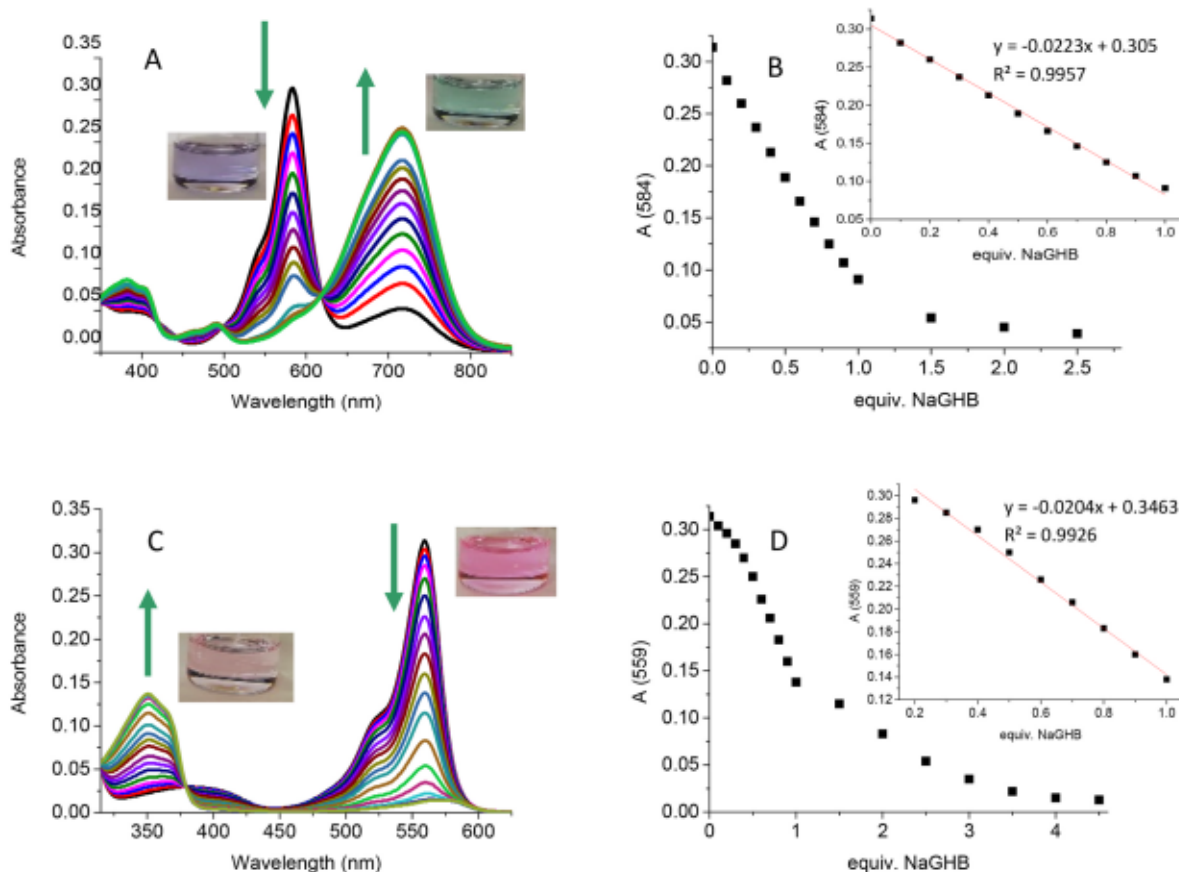 A
0.35
0.30
0.25
0.20
0.15
0.10
0.05
0.00
Absorbance
400 500 600 700 800
Wavelength (nm)
B
0.30
0.25
0.20
0.15
0.10
0.05
A (584)
0.0 0.5 1.0 1.5 2.0 2.5
equiv. NaGHB
y = -0.0223x + 0.305
R² = 0.9957
0.30
0.25
0.20
0.15
0.10
0.05
A (584)
0.0 0.2 0.4 0.6 0.8 1.0
equiv. NaGHB
C
0.35
0.30
0.25
0.20
0.15
0.10
0.05
0.00
Absorbance
350 400 450 500 550 600
Wavelength (nm)
D
0.30
0.25
0.20
0.15
0.10
0.05
0.00
A (559)
0 1 2 3 4
equiv. NaGHB
y = -0.0204x + 0.3463
R² = 0.9926
0.30
0.28
0.26
0.24
0.22
0.20
0.18
0.16
0.14
0.12
A (559)
0.2 0.4 0.6 0.8 1.0
equiv. NaGHB